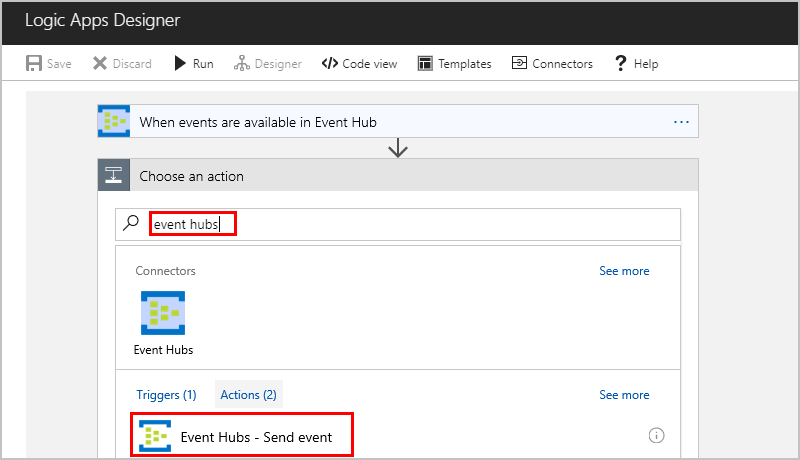 Logic Apps Designer
Save Discard Run Designer Code view Templates Connectors Help
When events are available in Event Hub
Choose an action
event hubs
Connectors See more
Event Hubs
Triggers (1) Actions (2) See more
Event Hubs - Send event